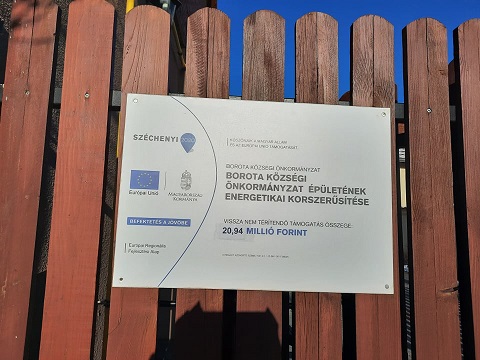 SZÉCHENYI 2020
Európai Unió
MAGYARORSZÁG
KORMÁNYA
BEFEKTETÉS A JÖVŐBE
Európai Regionális
Fejlesztési Alap
KÉSZÜLT A MAGYAR ÁLLAM
ÉS AZ EURÓPAI UNIÓ TÁMOGATÁSÁVAL
BOROTA KÖZSÉGI ÖNKORMÁNYZAT
BOROTA KÖZSÉGI
ÖNKORMÁNYZAT ÉPÜLETÉNEK
ENERGETIKAI KORSZERŰSÍTÉSE
VISSZA NEM TÉRÍTENDŐ TÁMOGATÁS ÖSSZEGE:
20,94 MILLIÓ FORINT